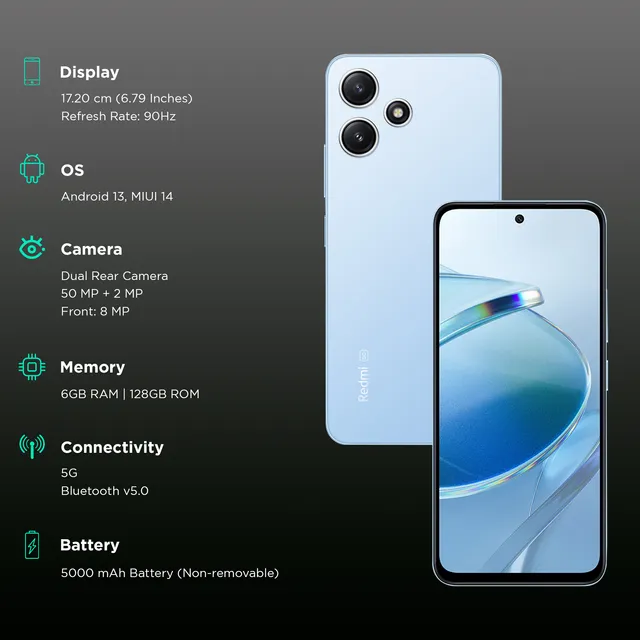 Display
17.20 cm (6.79 Inches)
Refresh Rate: 90Hz
OS
Android 13, MIUI 14
Camera
Dual Rear Camera
50 MP + 2 MP
Front: 8 MP
Memory
6GB RAM | 128GB ROM
Connectivity
5G
Bluetooth v5.0
Battery
5000 mAh Battery (Non-removable)
Redmi